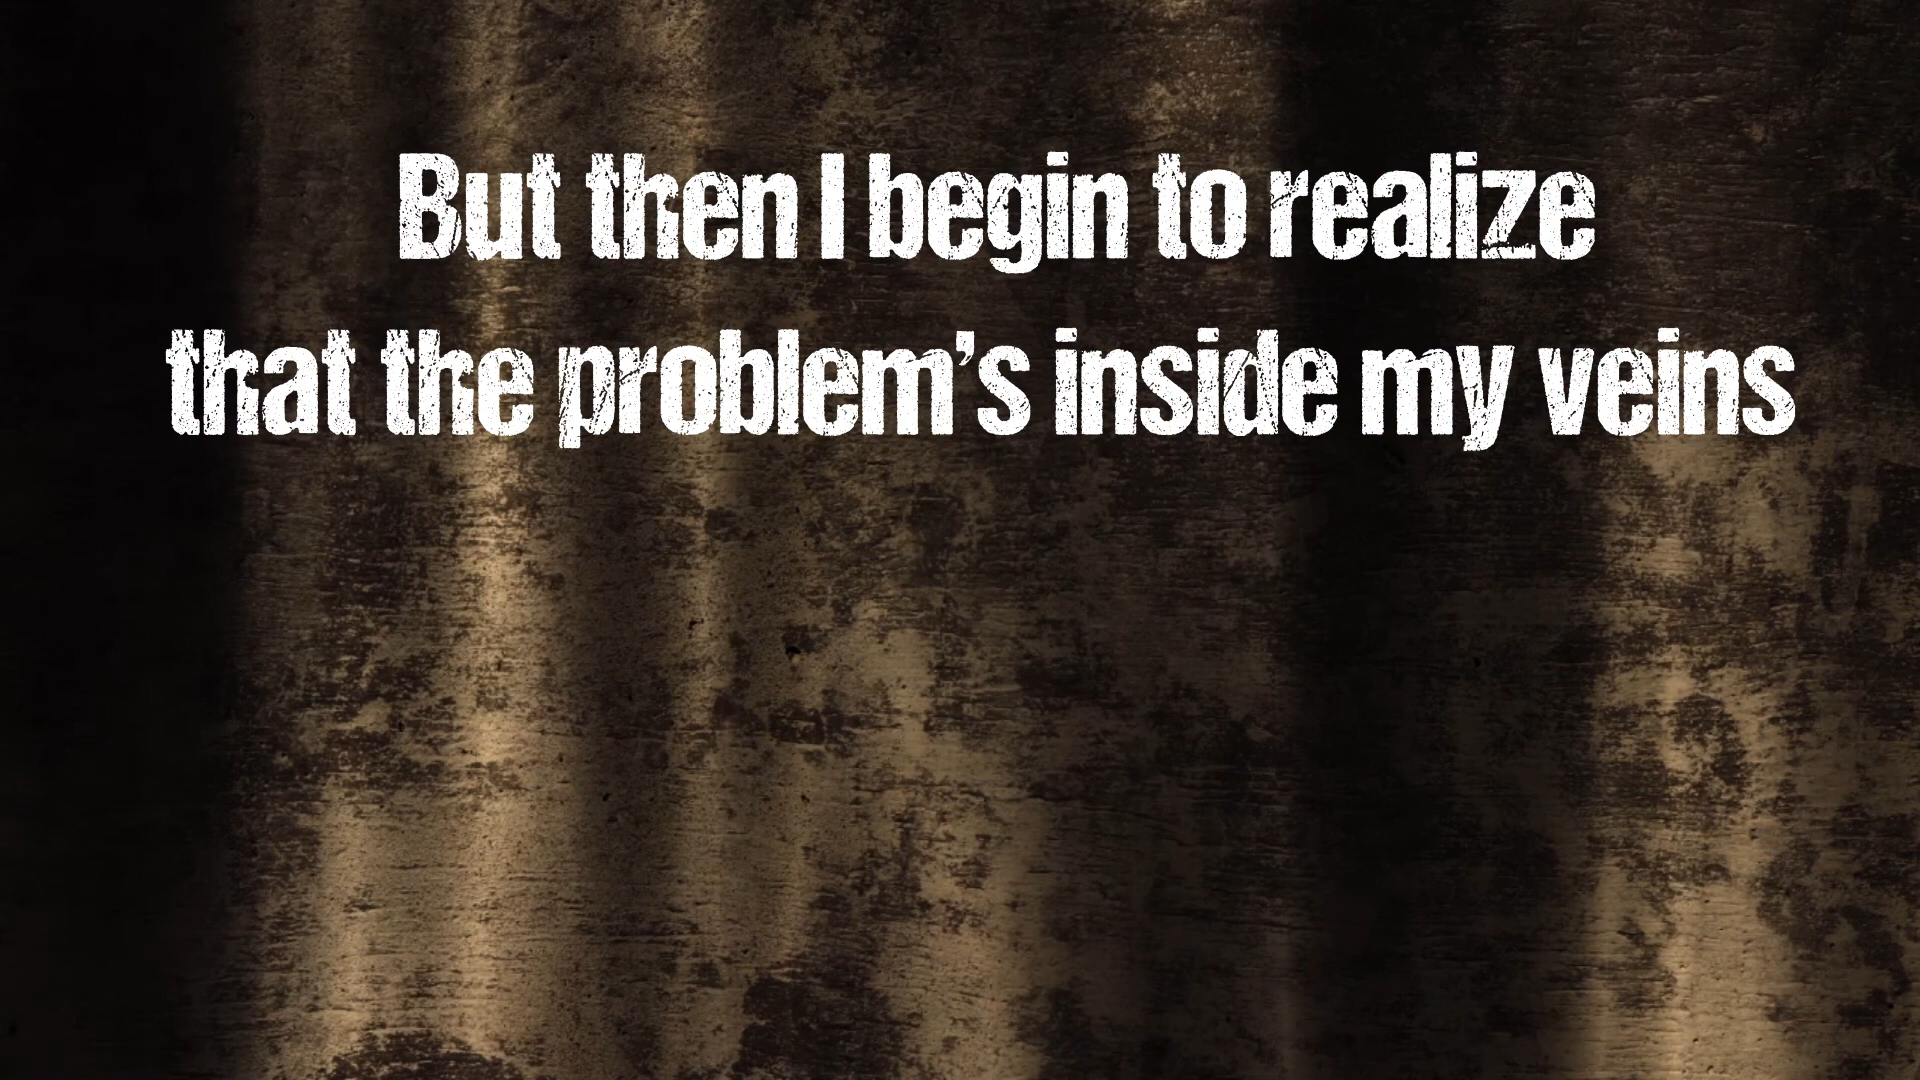 But then I begin to realize
that the problem’s inside my veins